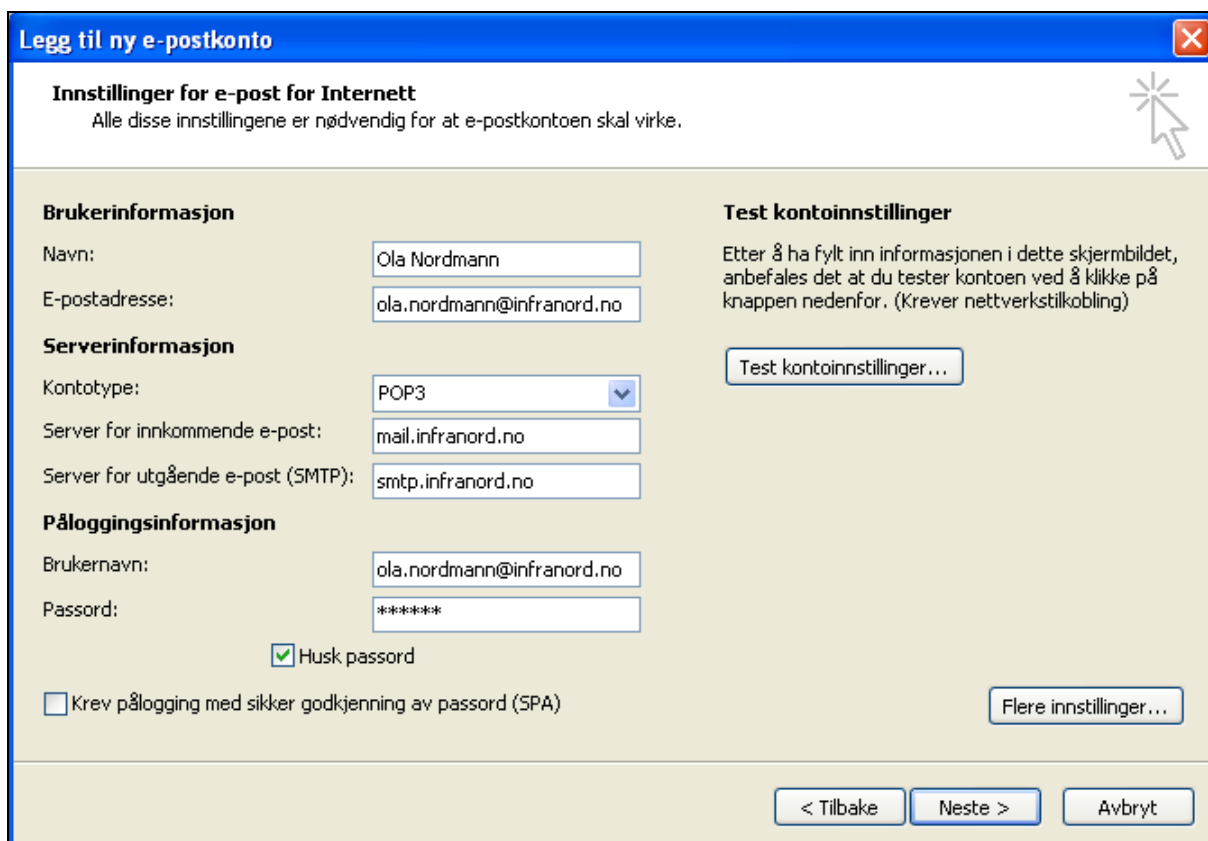 Legg til ny e-postkonto
Innstillinger for e-post for Internett
Alle disse innstillingene er nødvendig for at e-postkontoen skal virke.
Brukerinformasjon
Navn: Ola Nordmann
E-postadresse: ola.nordmann@infranord.no
Serverinformasjon
Kontotype: POP3
Server for innkommende e-post: mail.infranord.no
Server for utgående e-post (SMTP): smtp.infranord.no
Påloggingsinformasjon
Brukernavn: ola.nordmann@infranord.no
Passord: ******
Husk passord
Krev pålogging med sikker godkjenning av passord (SPA)
Test kontoinnstillinger
Etter å ha fylt inn informasjonen i dette skjermbildet,
anbefales det at du tester kontoen ved å klikke på
knappen nedenfor. (Krever nettverkstilkobling)
Test kontoinnstillinger...
Flere innstillinger...
< Tilbake
Neste >
Avbryt